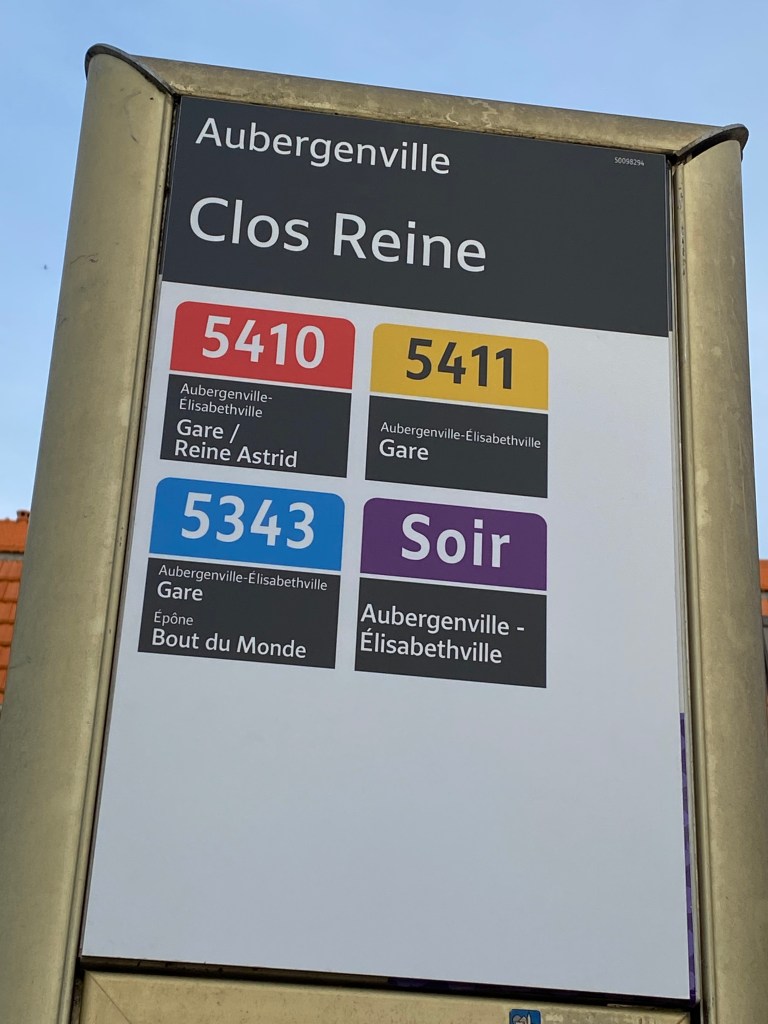 Aubergenville
50098294
Clos Reine
5410
Aubergenville-
Élisabethville
Gare /
Reine Astrid
5411
Aubergenville-Élisabethville
Gare
5343
Aubergenville-Élisabethville
Gare
Épône
Bout du Monde
Soir
Aubergenville -
Élisabethville